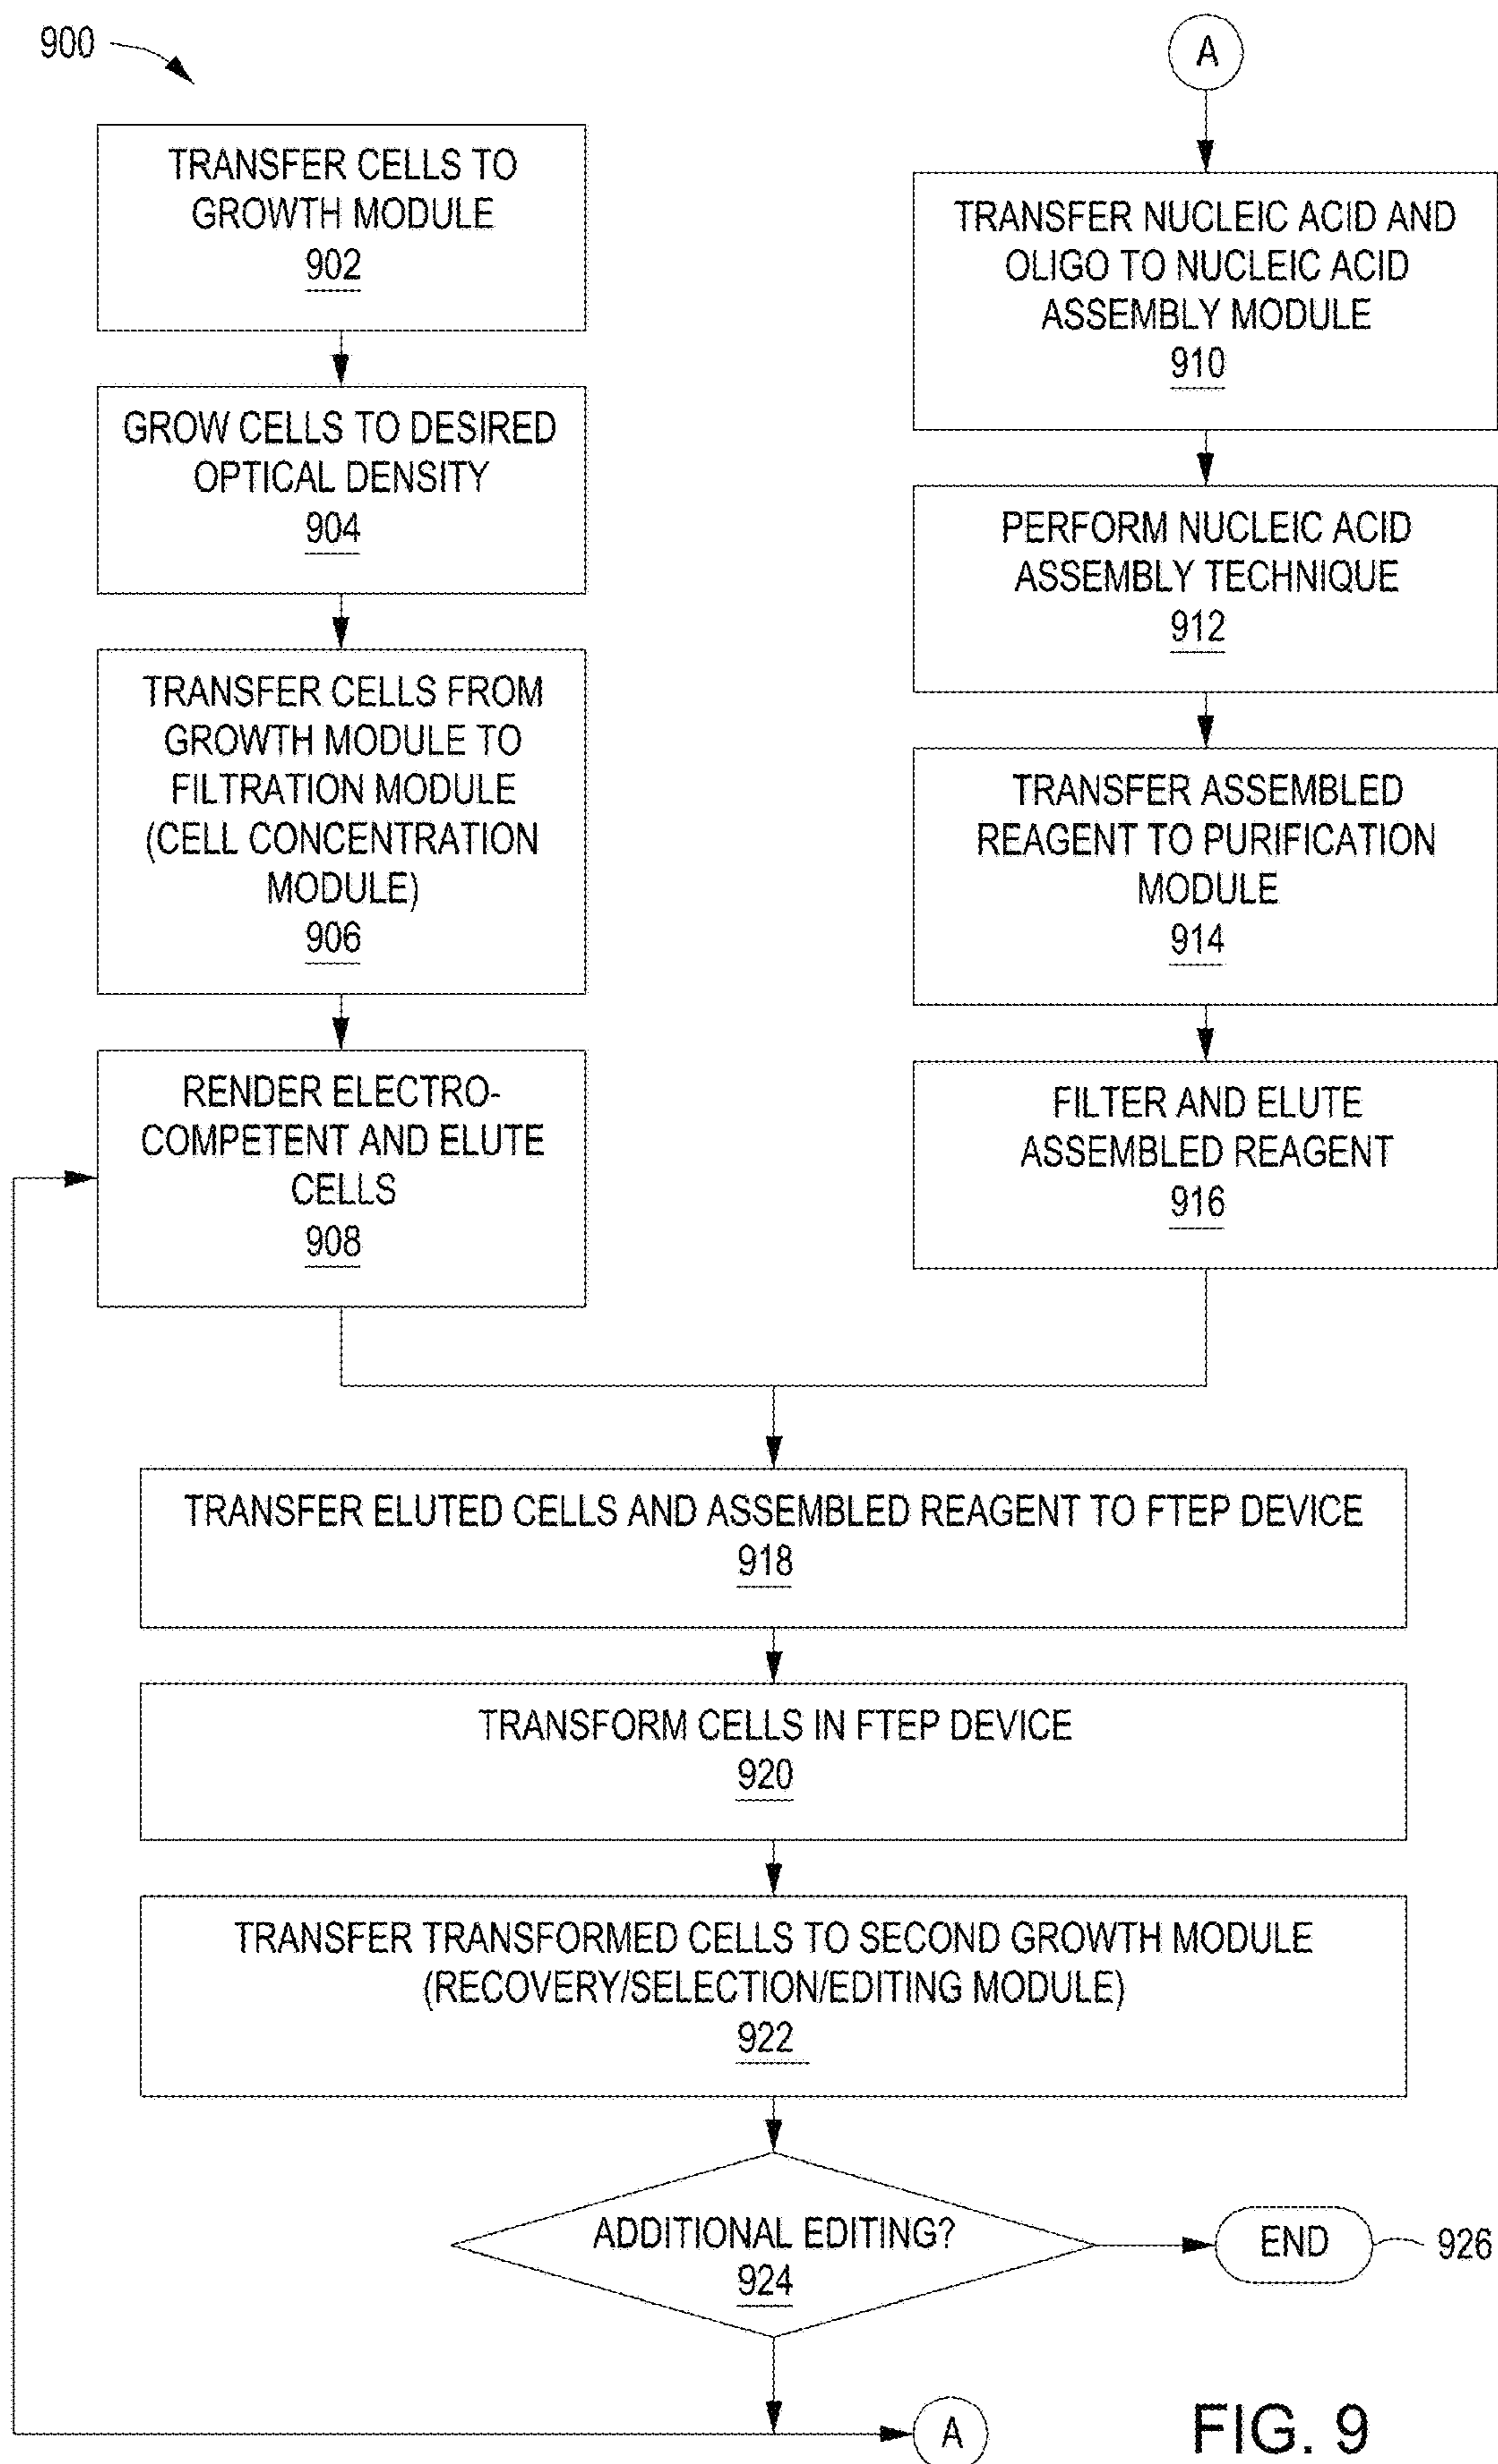 900
TRANSFER CELLS TO
GROWTH MODULE
902
GROW CELLS TO DESIRED
OPTICAL DENSITY
904
TRANSFER CELLS FROM
GROWTH MODULE TO
FILTRATION MODULE
(CELL CONCENTRATION
MODULE)
906
RENDER ELECTRO-
COMPETENT AND ELUTE
CELLS
908
A
TRANSFER NUCLEIC ACID AND
OLIGO TO NUCLEIC ACID
ASSEMBLY MODULE
910
PERFORM NUCLEIC ACID
ASSEMBLY TECHNIQUE
912
TRANSFER ASSEMBLED
REAGENT TO PURIFICATION
MODULE
914
FILTER AND ELUTE
ASSEMBLED REAGENT
916
TRANSFER ELUTED CELLS AND ASSEMBLED REAGENT TO FTEP DEVICE
918
TRANSFORM CELLS IN FTEP DEVICE
920
TRANSFER TRANSFORMED CELLS TO SECOND GROWTH MODULE
(RECOVERY/SELECTION/EDITING MODULE)
922
ADDITIONAL EDITING?
924
END
926
A
FIG. 9